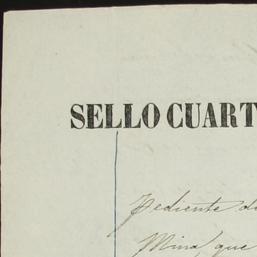 SELLO CUART
pediente de
Mina que